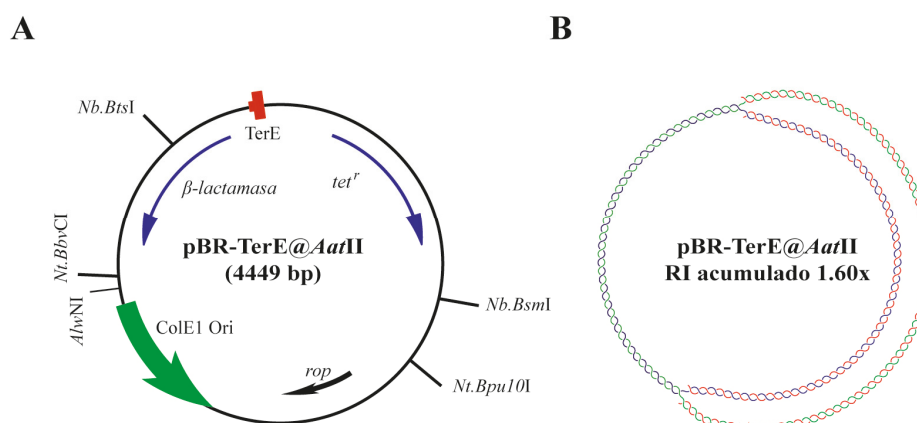 A
B
Nb.BtsI
TerE
β-lactamasa
tetʳ
Nt.BbvCI
pBR-TerE@AatII
(4449 bp)
AlwNI
ColE1 Ori
Nb.BsmI
rop
Nt.Bpu10I
pBR-TerE@AatII
RI acumulado 1.60x